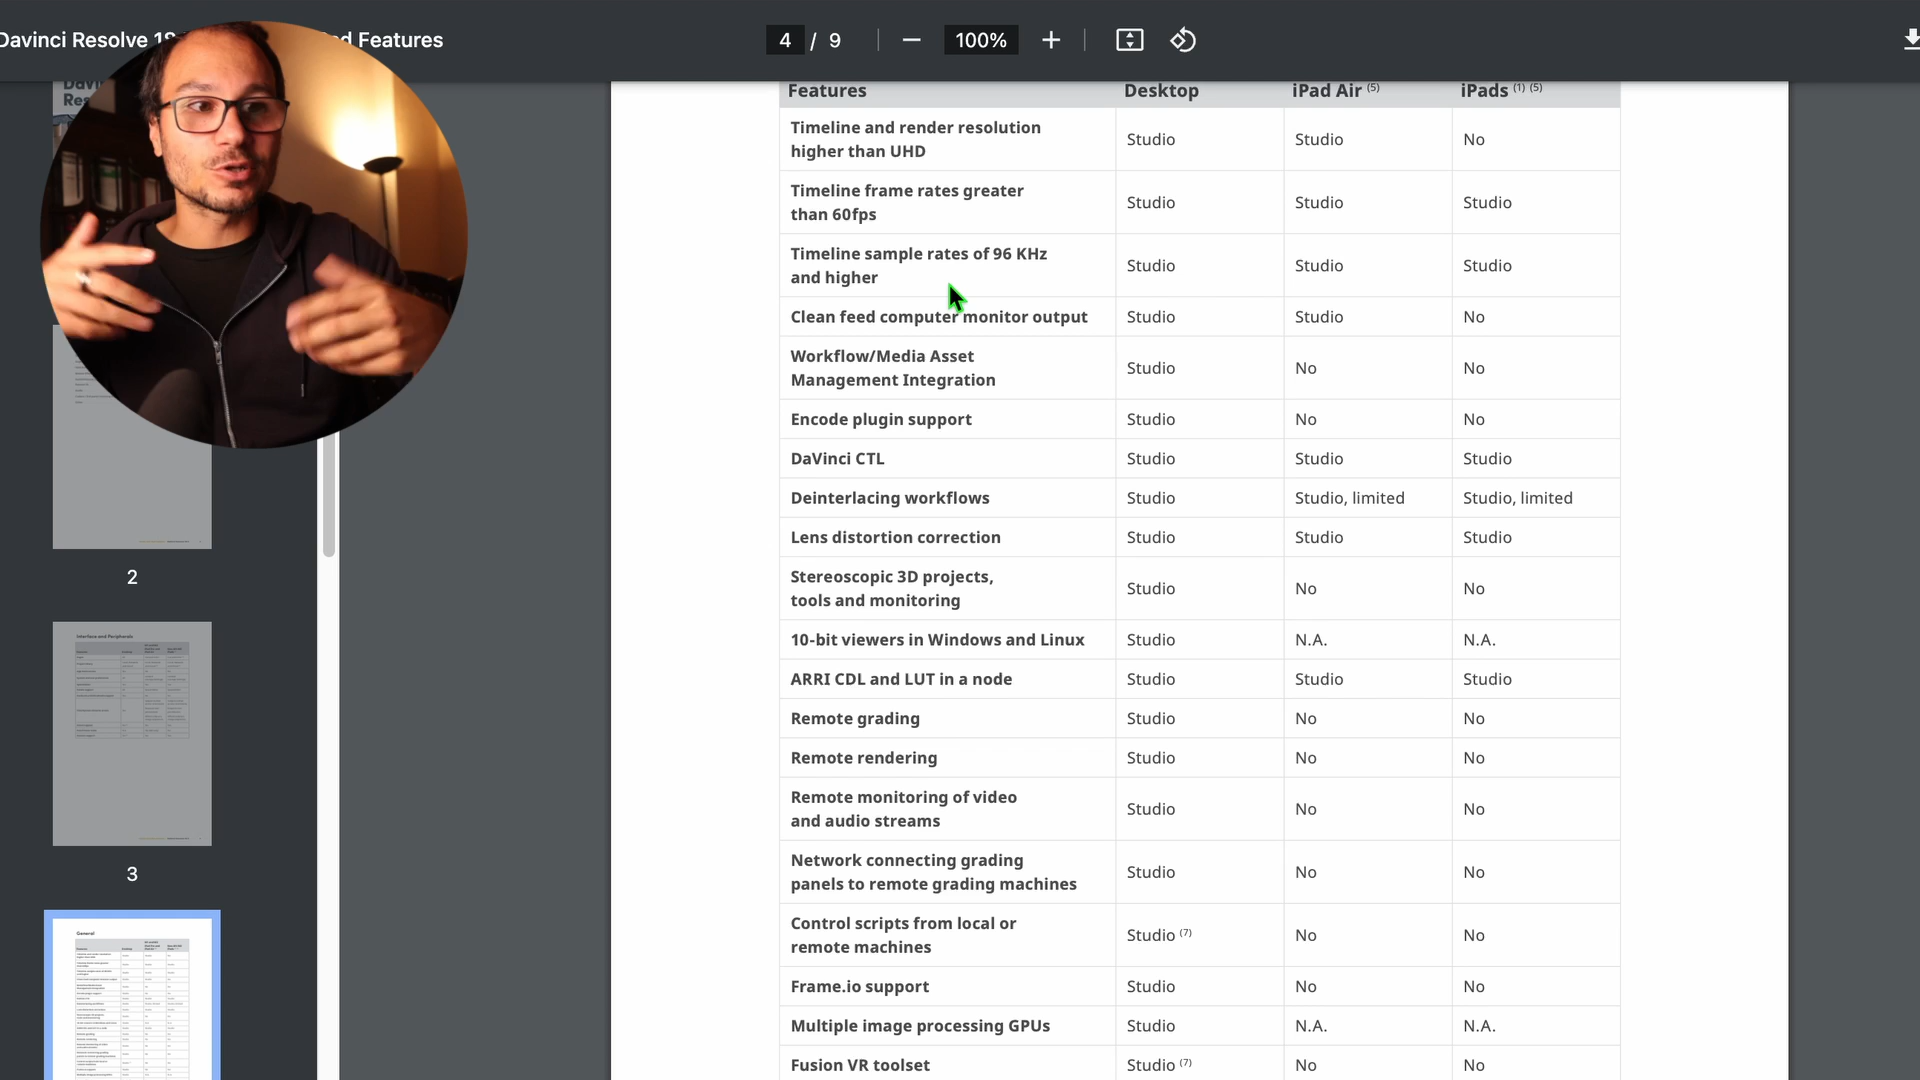 Davinci Resolve 18
d Features
4 / 9
100%
Davi
Res
2
Interface and Peripherals
3
General
Features Desktop iPad Air (5) iPads (1) (5)
Timeline and render resolution
higher than UHD Studio Studio No
Timeline frame rates greater
than 60fps Studio Studio Studio
Timeline sample rates of 96 KHz
and higher Studio Studio Studio
Clean feed computer monitor output Studio Studio No
Workflow/Media Asset
Management Integration Studio No No
Encode plugin support Studio No No
DaVinci CTL Studio Studio Studio
Deinterlacing workflows Studio Studio, limited Studio, limited
Lens distortion correction Studio Studio Studio
Stereoscopic 3D projects,
tools and monitoring Studio No No
10-bit viewers in Windows and Linux Studio N.A. N.A.
ARRI CDL and LUT in a node Studio Studio Studio
Remote grading Studio No No
Remote rendering Studio No No
Remote monitoring of video
and audio streams Studio No No
Network connecting grading
panels to remote grading machines Studio No No
Control scripts from local or
remote machines Studio (7) No No
Frame.io support Studio No No
Multiple image processing GPUs Studio N.A. N.A.
Fusion VR toolset Studio (7) No No